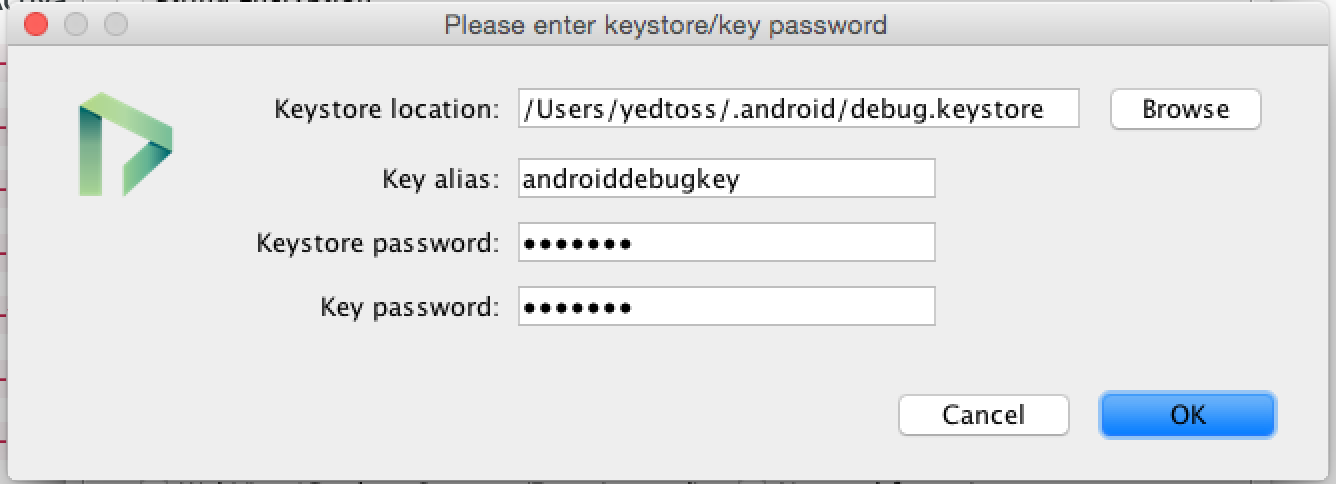 Please enter keystore/key password
Keystore location: /Users/yedtoss/.android/debug.keystore Browse
Key alias: androiddebugkey
Keystore password: •••••••
Key password: •••••••
Cancel OK